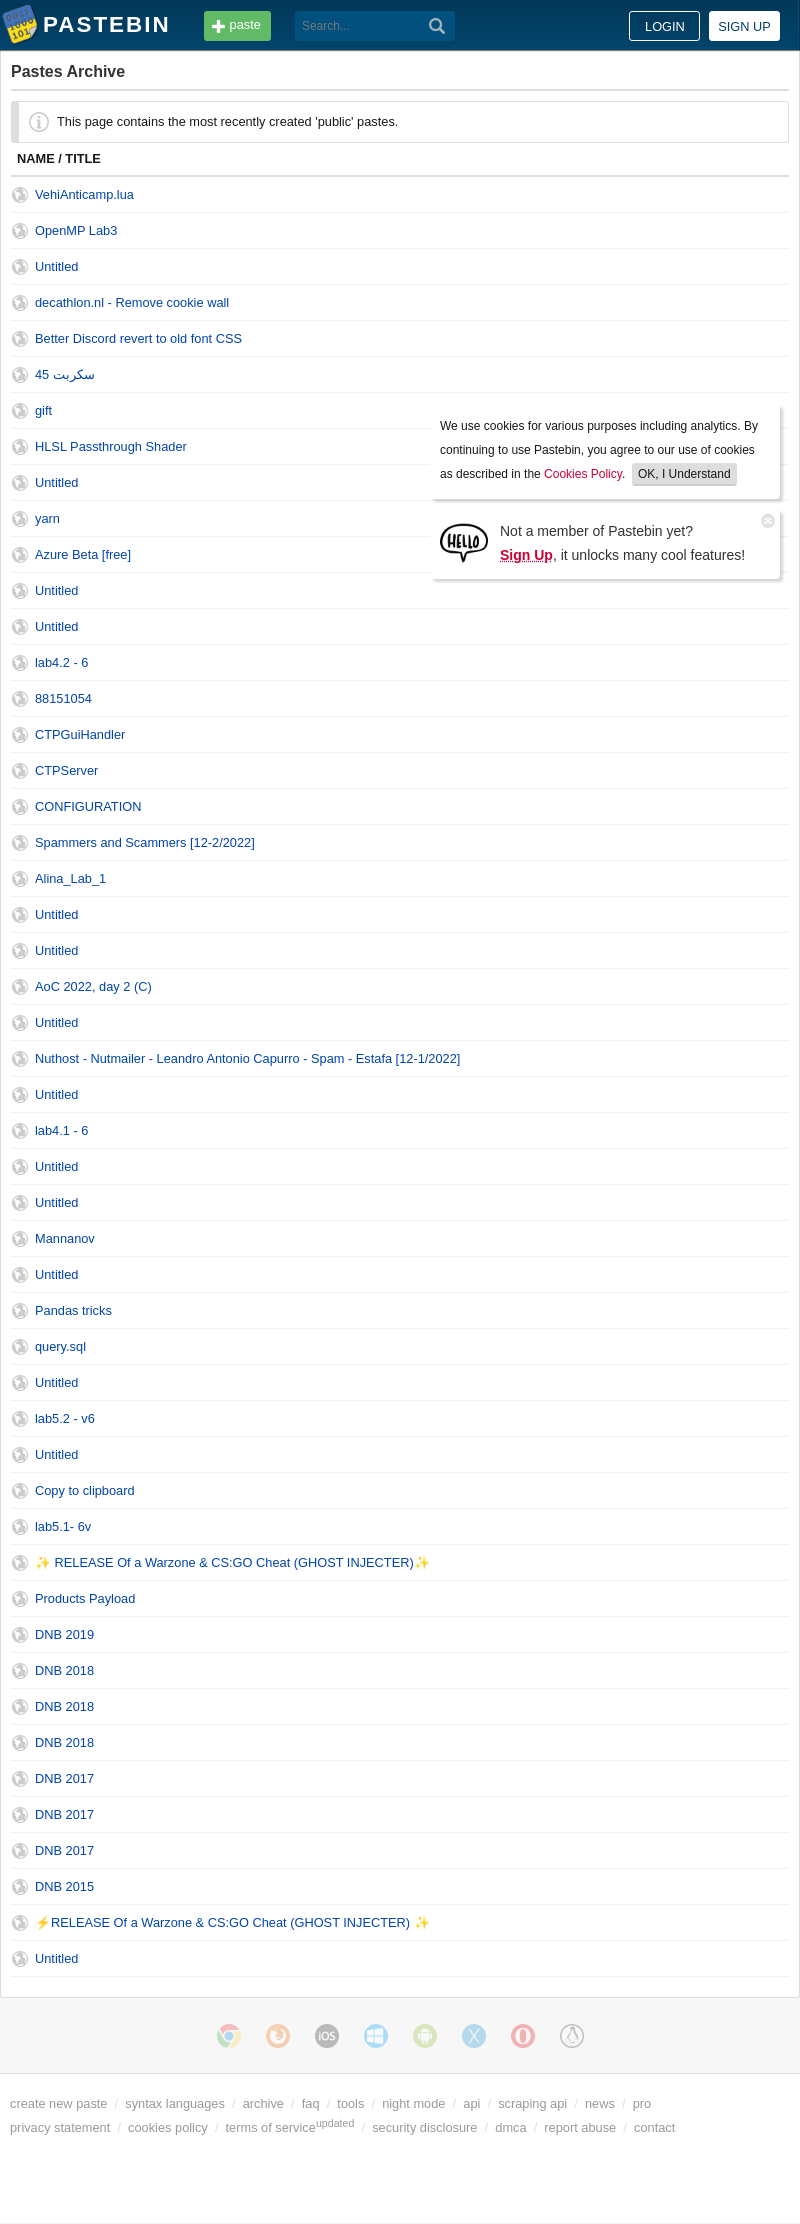 PASTEBIN
paste
Search...
LOGIN
SIGN UP
Pastes Archive
This page contains the most recently created 'public' pastes.
NAME / TITLE
VehiAnticamp.lua
OpenMP Lab3
Untitled
decathlon.nl - Remove cookie wall
Better Discord revert to old font CSS
سكربت 45
gift
HLSL Passthrough Shader
Untitled
yarn
Azure Beta [free]
We use cookies for various purposes including analytics. By
continuing to use Pastebin, you agree to our use of cookies
as described in the Cookies Policy. OK, I Understand
HELLO
Not a member of Pastebin yet?
Sign Up, it unlocks many cool features!
Untitled
Untitled
lab4.2 - 6
88151054
CTPGuiHandler
CTPServer
CONFIGURATION
Spammers and Scammers [12-2/2022]
Alina_Lab_1
Untitled
Untitled
AoC 2022, day 2 (C)
Untitled
Nuthost - Nutmailer - Leandro Antonio Capurro - Spam - Estafa [12-1/2022]
Untitled
lab4.1 - 6
Untitled
Untitled
Mannanov
Untitled
Pandas tricks
query.sql
Untitled
lab5.2 - v6
Untitled
Copy to clipboard
lab5.1- 6v
✨ RELEASE Of a Warzone & CS:GO Cheat (GHOST INJECTER)✨
Products Payload
DNB 2019
DNB 2018
DNB 2018
DNB 2018
DNB 2017
DNB 2017
DNB 2017
DNB 2015
⚡RELEASE Of a Warzone & CS:GO Cheat (GHOST INJECTER) ✨
Untitled
iOS
create new paste / syntax languages / archive / faq / tools / night mode / api / scraping api / news / pro
privacy statement / cookies policy / terms of service updated / security disclosure / dmca / report abuse / contact